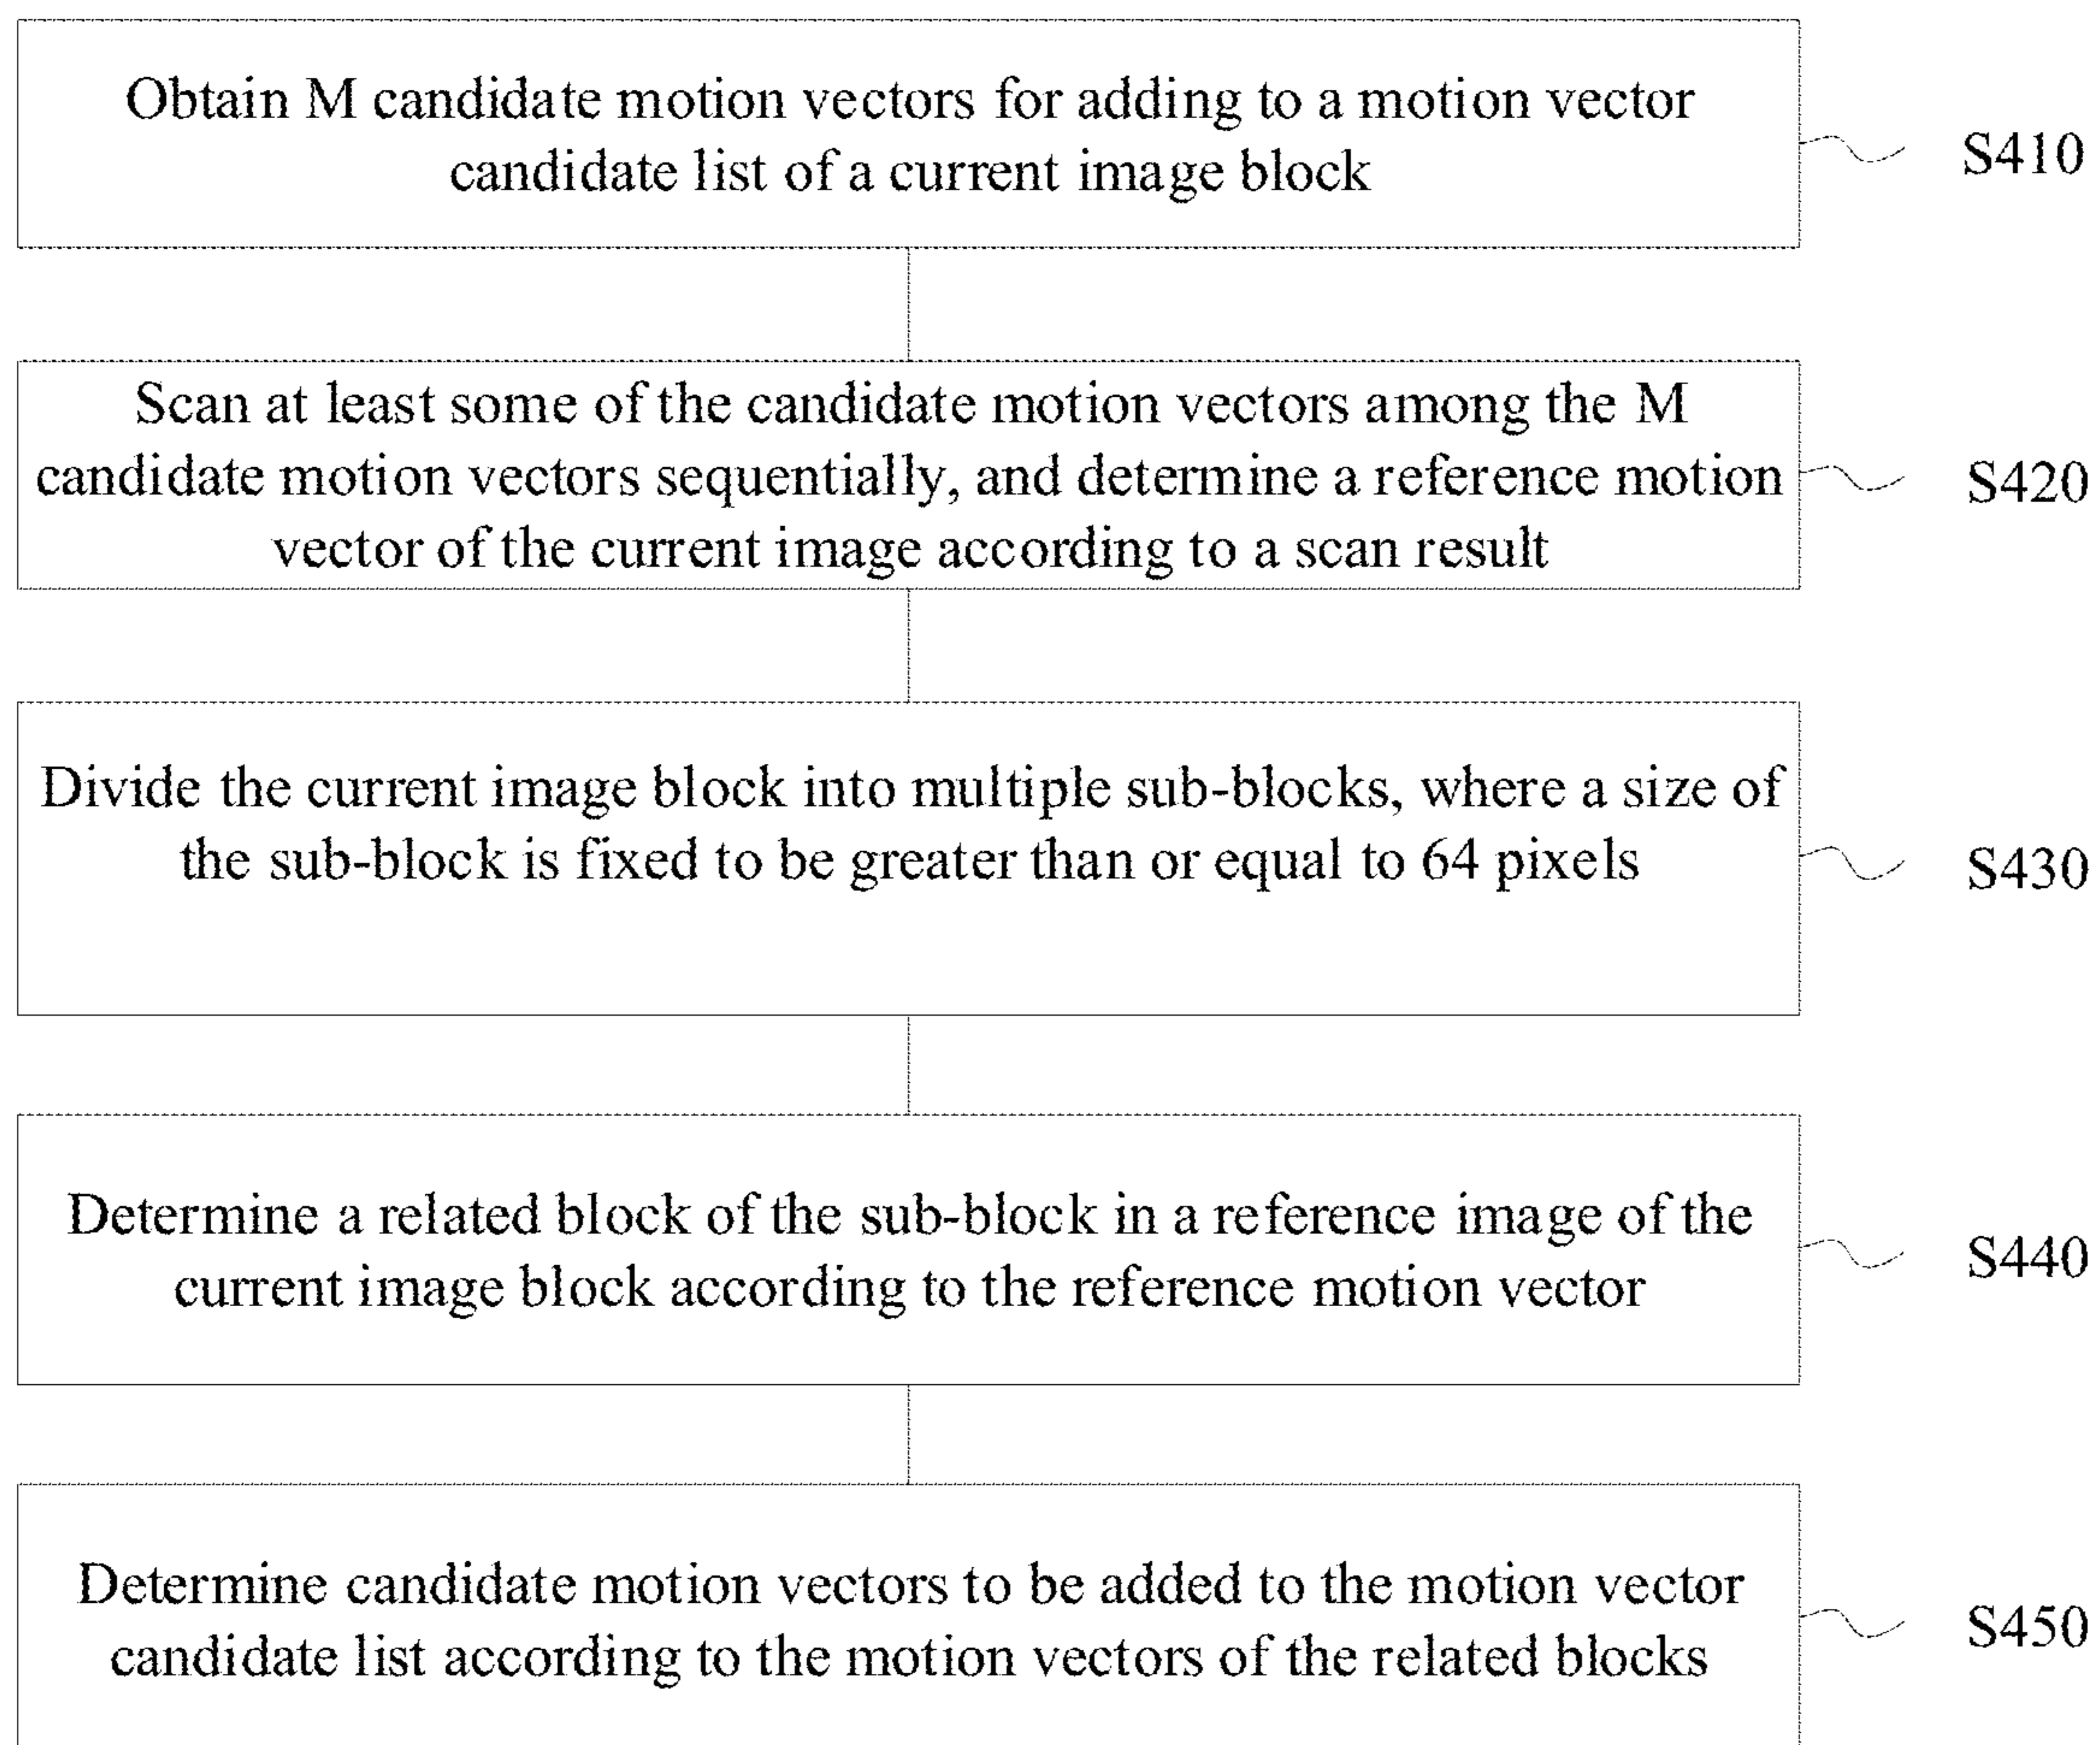 Obtain M candidate motion vectors for adding to a motion vector
candidate list of a current image block
S410
Scan at least some of the candidate motion vectors among the M
candidate motion vectors sequentially, and determine a reference motion
vector of the current image according to a scan result
S420
Divide the current image block into multiple sub-blocks, where a size of
the sub-block is fixed to be greater than or equal to 64 pixels
S430
Determine a related block of the sub-block in a reference image of the
current image block according to the reference motion vector
S440
Determine candidate motion vectors to be added to the motion vector
candidate list according to the motion vectors of the related blocks
S450